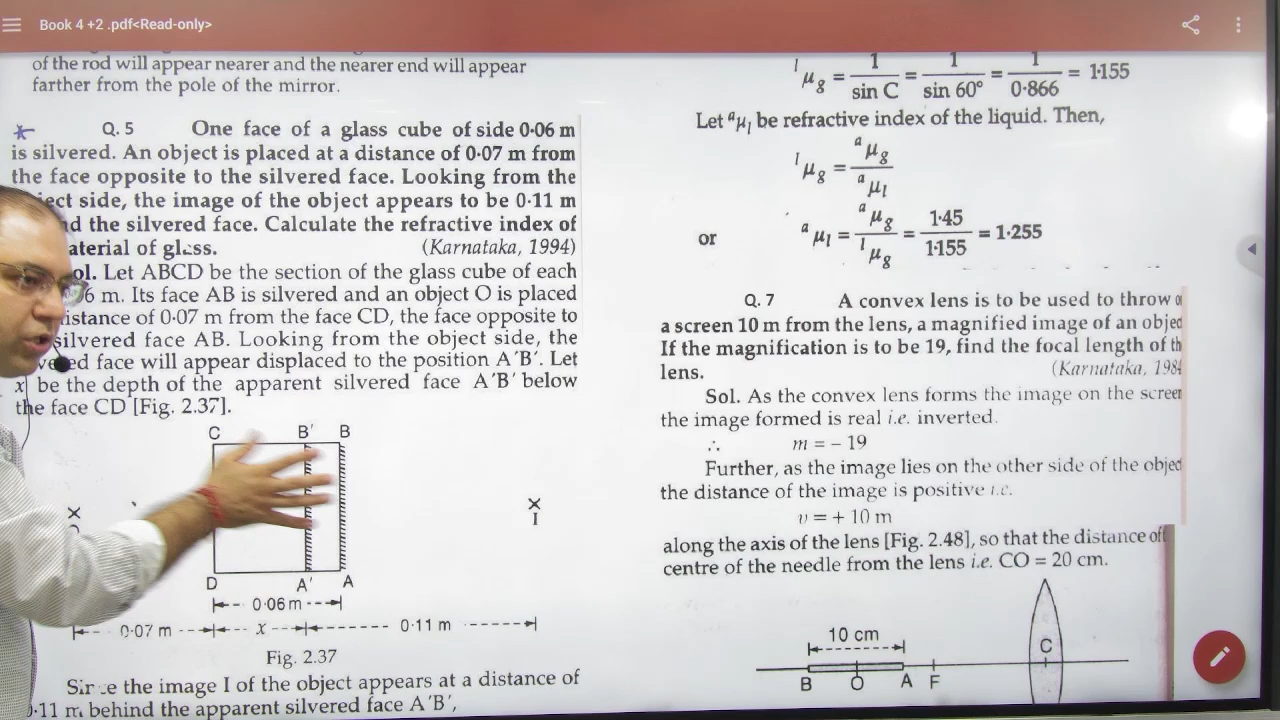 Book 4 +2 .pdf<Read-only>
of the rod will appear nearer and the nearer end will appear
farther from the pole of the mirror.
Q. 5 One face of a glass cube of side 0·06 m
is silvered. An object is placed at a distance of 0·07 m from
the face opposite to the silvered face. Looking from the
ject side, the image of the object appears to be 0·11 m
d the silvered face. Calculate the refractive index of
aterial of glass. (Karnataka, 1994)
ol. Let ABCD be the section of the glass cube of each
6 m. Its face AB is silvered and an object O is placed
istance of 0·07 m from the face CD, the face opposite to
silvered face AB. Looking from the object side, the
ed face will appear displaced to the position A′B′. Let
x be the depth of the apparent silvered face A′B′ below
the face CD [Fig. 2.37].
C B′ B
X
X
I
D A′ A
0·06 m
0·07 m x 0·11 m
Fig. 2.37
Since the image I of the object appears at a distance of
0·11 m behind the apparent silvered face A′B′,
ˡμg = 1/sin C = 1/sin 60° = 1/0·866 = 1·155
Let ᵃμₗ be refractive index of the liquid. Then,
ˡμg = ᵃμg/ᵃμₗ
or ᵃμₗ = ᵃμg/ˡμg = 1·45/1·155 = 1·255
Q. 7 A convex lens is to be used to throw
a screen 10 m from the lens, a magnified image of an objec
If the magnification is to be 19, find the focal length of th
lens. (Karnataka, 198
Sol. As the convex lens forms the image on the screen
the image formed is real i.e. inverted.
∴ m = – 19
Further, as the image lies on the other side of the objec
the distance of the image is positive i.e.
v = + 10 m
along the axis of the lens [Fig. 2.48], so that the distance of
centre of the needle from the lens i.e. CO = 20 cm.
10 cm
C
B O A F